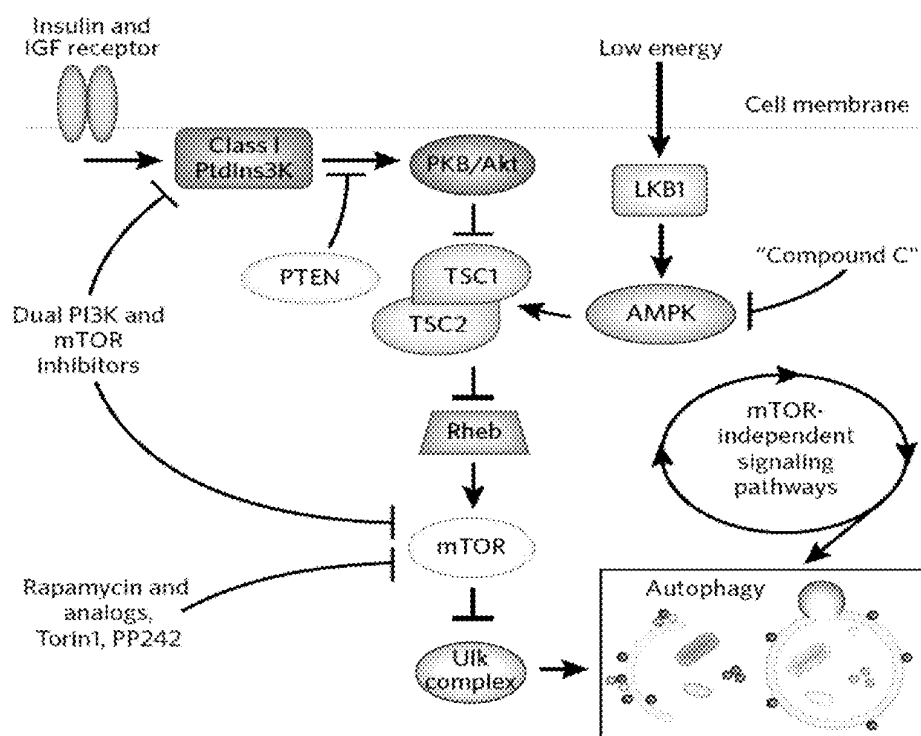 Insulin and
IGF receptor
Low energy
Cell membrane
Class I
PtdIns3K
PKB/Akt
LKB1
"Compound C"
PTEN
TSC1
TSC2
AMPK
Dual PI3K and
mTOR
inhibitors
Rheb
mTOR-
independent
signaling
pathways
mTOR
Rapamycin and
analogs,
Torin1, PP242
Autophagy
Ulk
complex